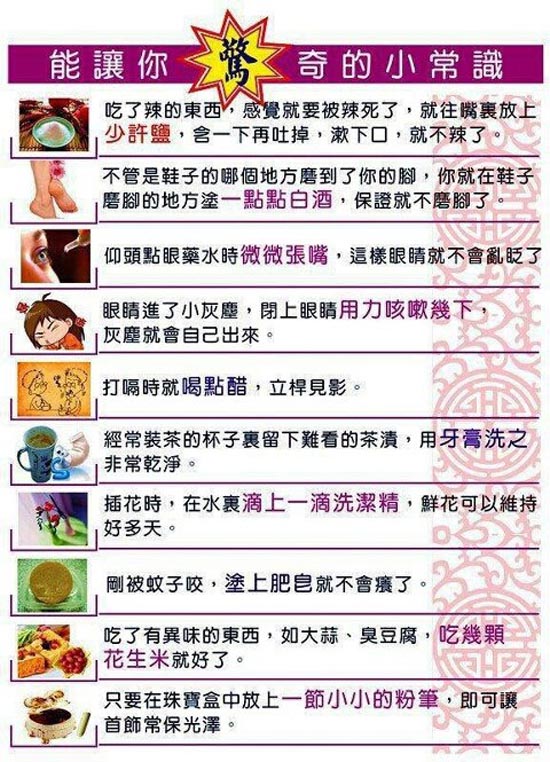 能讓你驚奇的小常識
吃了辣的東西，感覺就要被辣死了，就往嘴裏放上
少許鹽，含一下再吐掉，漱下口，就不辣了。
不管是鞋子的哪個地方磨到了你的腳，你就在鞋子
磨腳的地方塗一點點白酒，保證就不磨腳了。
仰頭點眼藥水時微微張嘴，這樣眼睛就不會亂眨了
眼睛進了小灰塵，閉上眼睛用力咳嗽幾下，
灰塵就會自己出來。
打嗝時就喝點醋，立桿見影。
經常裝茶的杯子裏留下難看的茶漬，用牙膏洗之
非常乾淨。
插花時，在水裏滴上一滴洗潔精，鮮花可以維持
好多天。
剛被蚊子咬，塗上肥皂就不會癢了。
吃了有異味的東西，如大蒜、臭豆腐，吃幾顆
花生米就好了。
只要在珠寶盒中放上一節小小的粉筆，即可讓
首飾常保光澤。